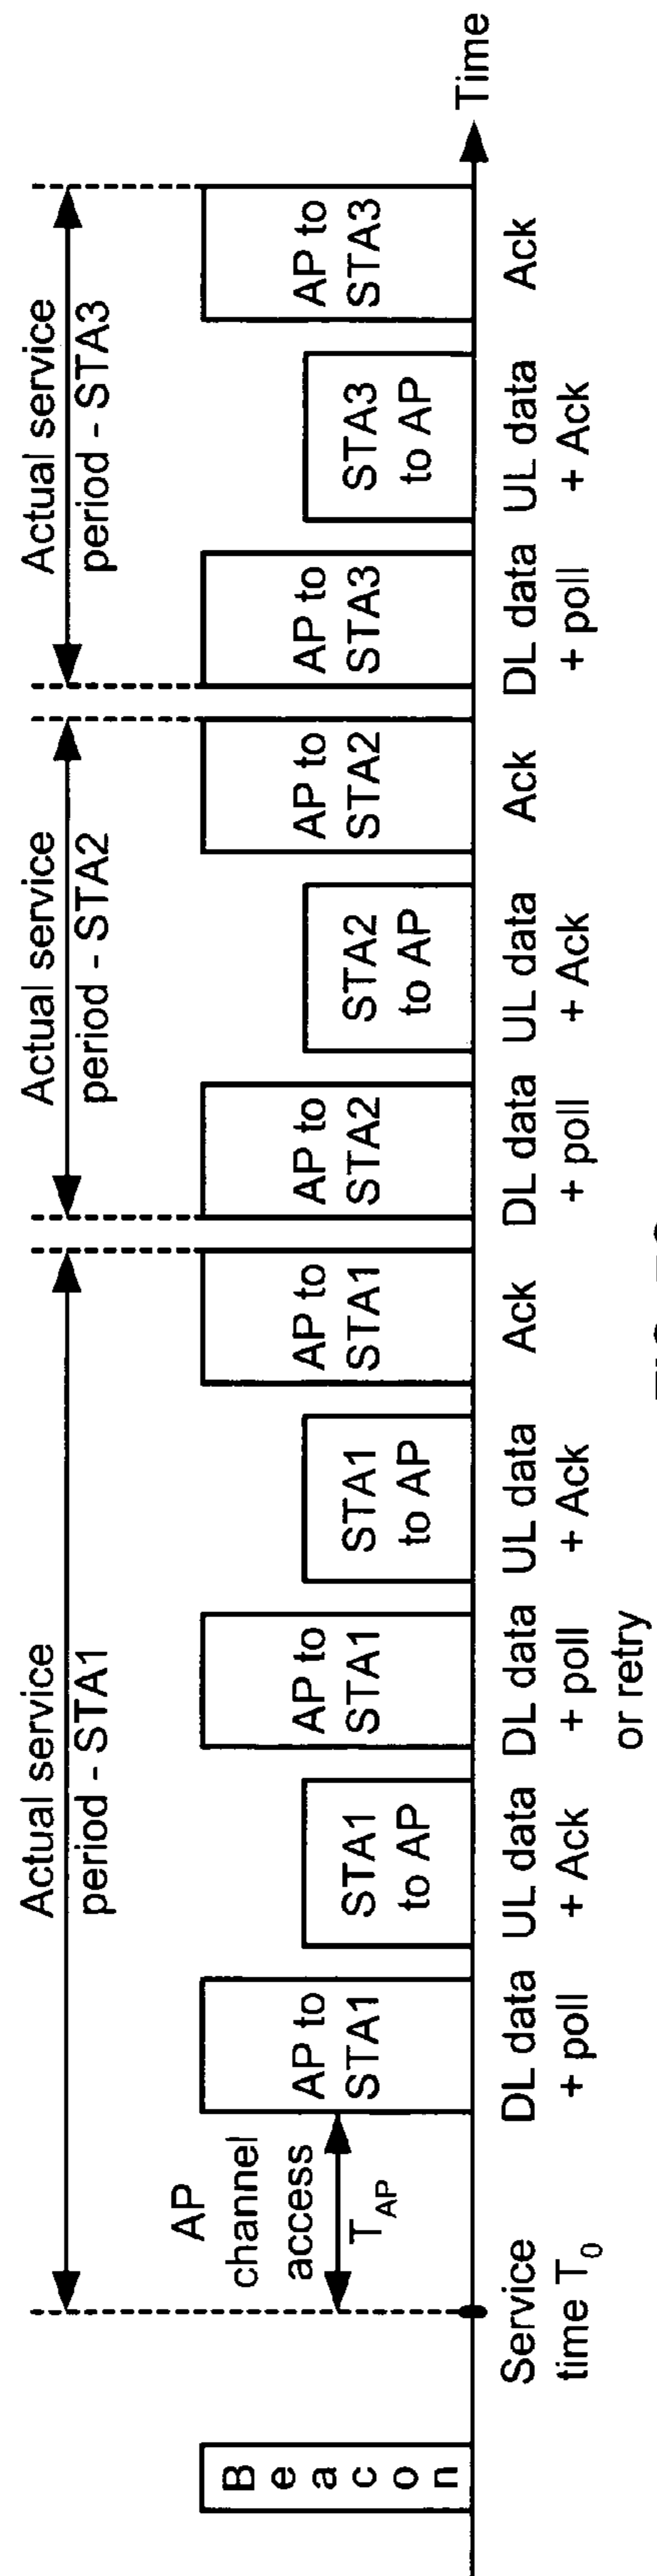 Actual service
period - STA1
Actual service
period - STA2
Actual service
period - STA3
AP
channel
access
T_AP
B
e
a
c
o
n
AP to
STA1
STA1
to AP
AP to
STA1
STA1
to AP
AP to
STA1
AP to
STA2
STA2
to AP
AP to
STA2
AP to
STA3
STA3
to AP
AP to
STA3
Time
Service
time T_0
DL data
+ poll
UL data
+ Ack
DL data
+ poll
or retry
UL data
+ Ack
Ack
DL data
+ poll
UL data
+ Ack
Ack
DL data
+ poll
UL data
+ Ack
Ack